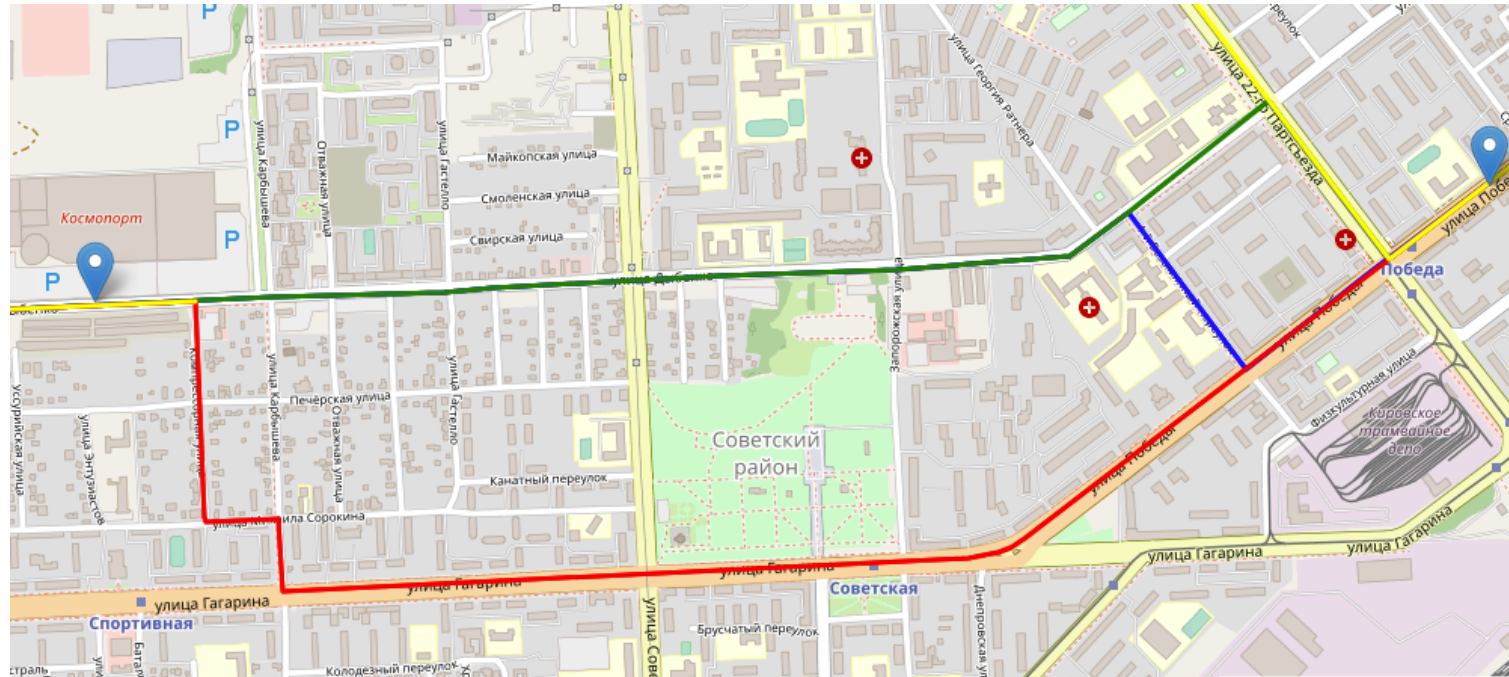 P
P
P
P
Космопорт
улица Карбышева
Отважная улица
улица Гастелло
Майкопская улица
Смоленская улица
Свирская улица
улица Дыбенко
улица Георгия Ратнера
улица 22-го Партсъезда
Победа
улица Победы
улица Победы
Запорожская улица
Физкультурная улица
Кировское
трамвайное
депо
Уссурийская улица
улица Энтузиастов
Компрессорная улица
улица Карбышева
Печёрская улица
Отважная улица
улица Гастелло
Канатный переулок
улица Михаила Сорокина
Советский
район
улица Гагарина
улица Гагарина
улица Гагарина
улица Гагарина
улица Гагарина
Спортивная
Советская
Брусчатый переулок
Колодезный переулок